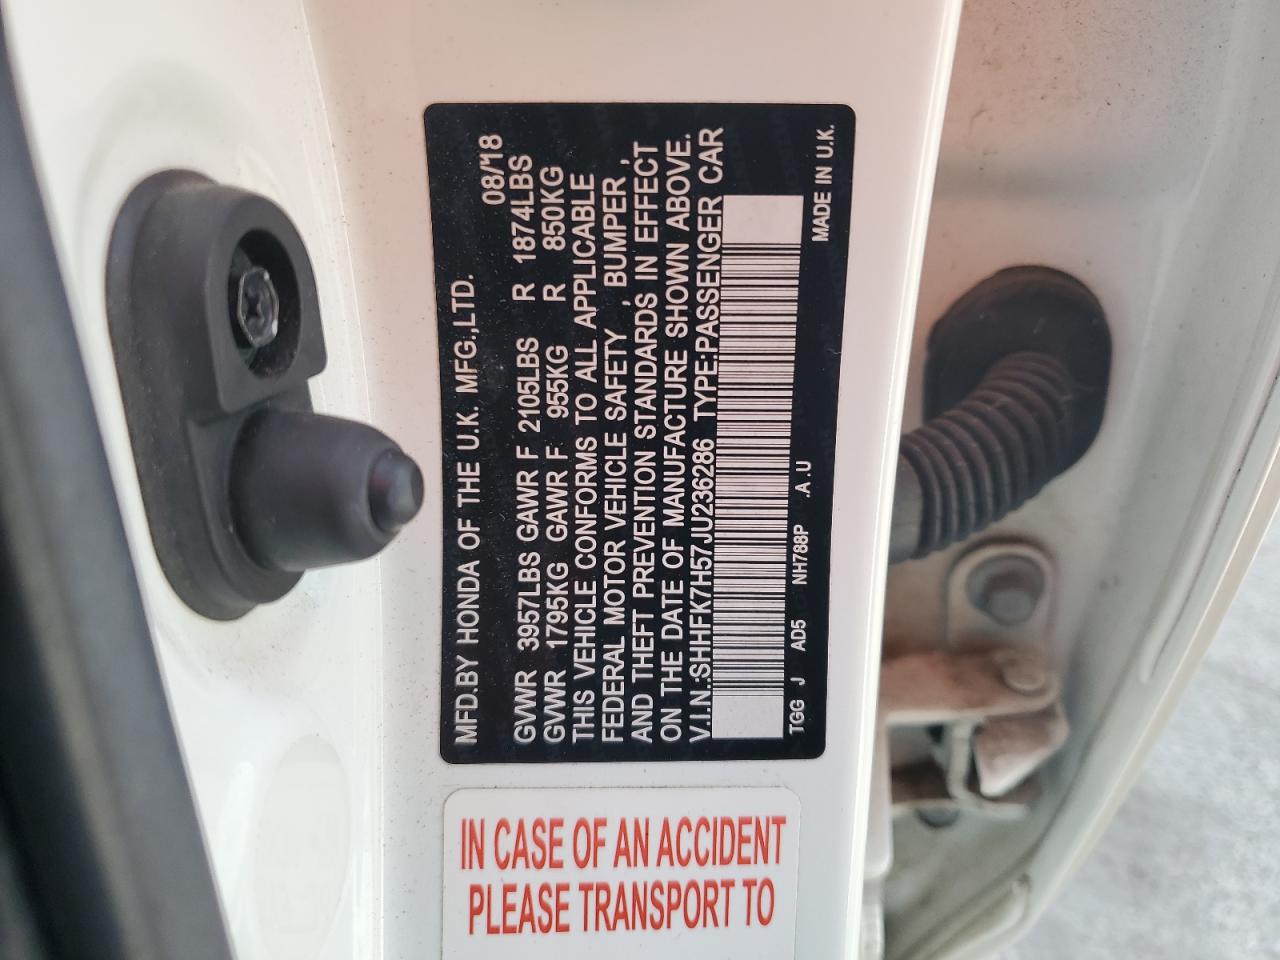 MFD.BY HONDA OF THE U.K. MFG.,LTD. 08/'18
GVWR 3957LBS GAWR F 2105LBS R 1874LBS
GVWR 1795KG GAWR F 955KG R 850KG
THIS VEHICLE CONFORMS TO ALL APPLICABLE
FEDERAL MOTOR VEHICLE SAFETY , BUMPER ,
AND THEFT PREVENTION STANDARDS IN EFFECT
ON THE DATE OF MANUFACTURE SHOWN ABOVE.
V.I.N.:SHHFK7H57JU236286 TYPE:PASSENGER CAR
TGG J AD5 NH788P .A.U MADE IN U.K.
IN CASE OF AN ACCIDENT
PLEASE TRANSPORT TO